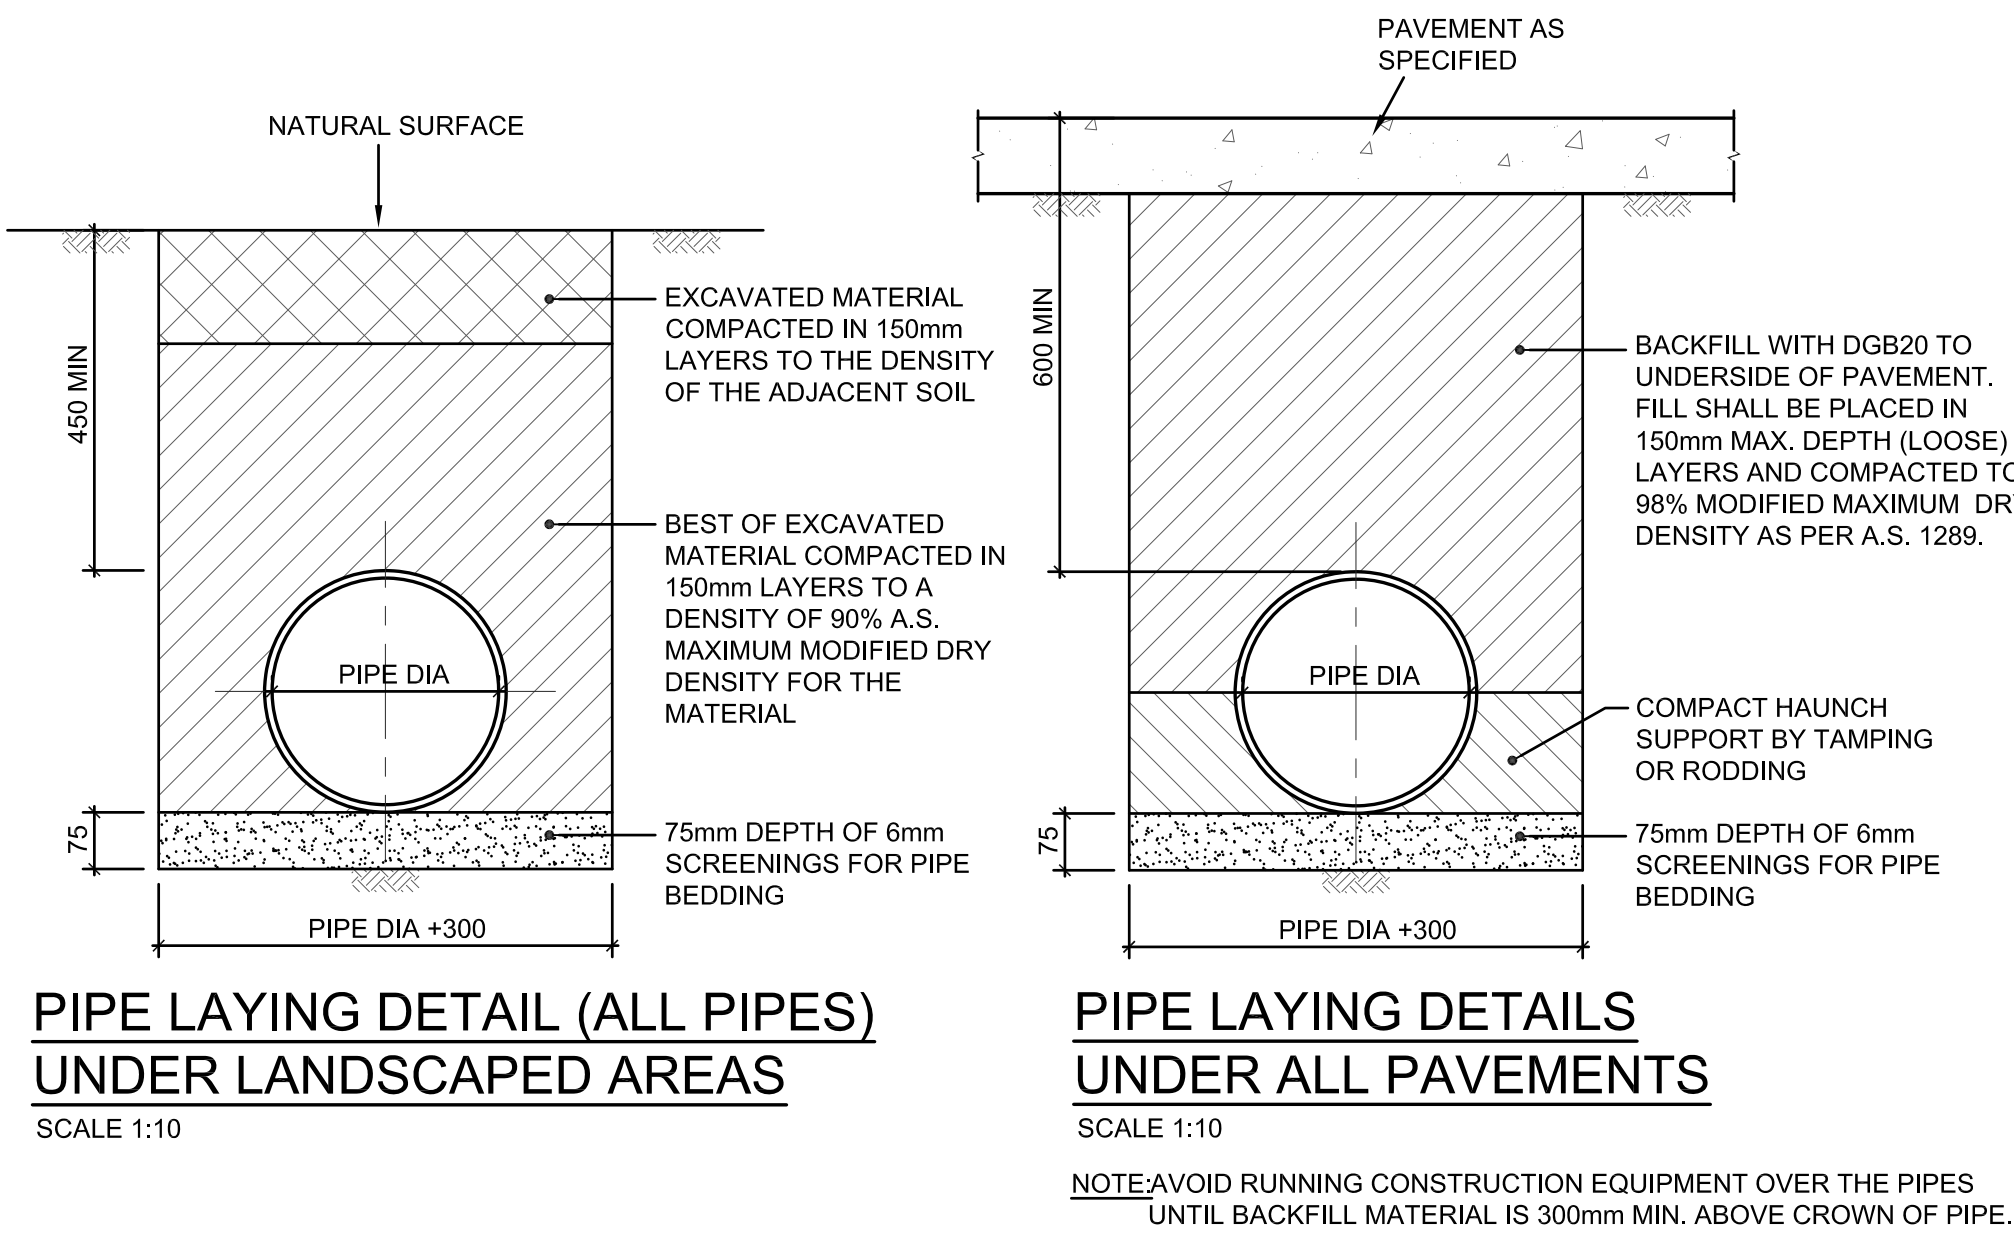 NATURAL SURFACE
450 MIN
EXCAVATED MATERIAL
COMPACTED IN 150mm
LAYERS TO THE DENSITY
OF THE ADJACENT SOIL
BEST OF EXCAVATED
MATERIAL COMPACTED IN
150mm LAYERS TO A
DENSITY OF 90% A.S.
MAXIMUM MODIFIED DRY
DENSITY FOR THE
MATERIAL
PIPE DIA
75
75mm DEPTH OF 6mm
SCREENINGS FOR PIPE
BEDDING
PIPE DIA +300
PIPE LAYING DETAIL (ALL PIPES)
UNDER LANDSCAPED AREAS
SCALE 1:10
PAVEMENT AS
SPECIFIED
600 MIN
BACKFILL WITH DGB20 TO
UNDERSIDE OF PAVEMENT.
FILL SHALL BE PLACED IN
150mm MAX. DEPTH (LOOSE)
LAYERS AND COMPACTED TO
98% MODIFIED MAXIMUM DR
DENSITY AS PER A.S. 1289.
PIPE DIA
COMPACT HAUNCH
SUPPORT BY TAMPING
OR RODDING
75
75mm DEPTH OF 6mm
SCREENINGS FOR PIPE
BEDDING
PIPE DIA +300
PIPE LAYING DETAILS
UNDER ALL PAVEMENTS
SCALE 1:10
NOTE:AVOID RUNNING CONSTRUCTION EQUIPMENT OVER THE PIPES
UNTIL BACKFILL MATERIAL IS 300mm MIN. ABOVE CROWN OF PIPE.